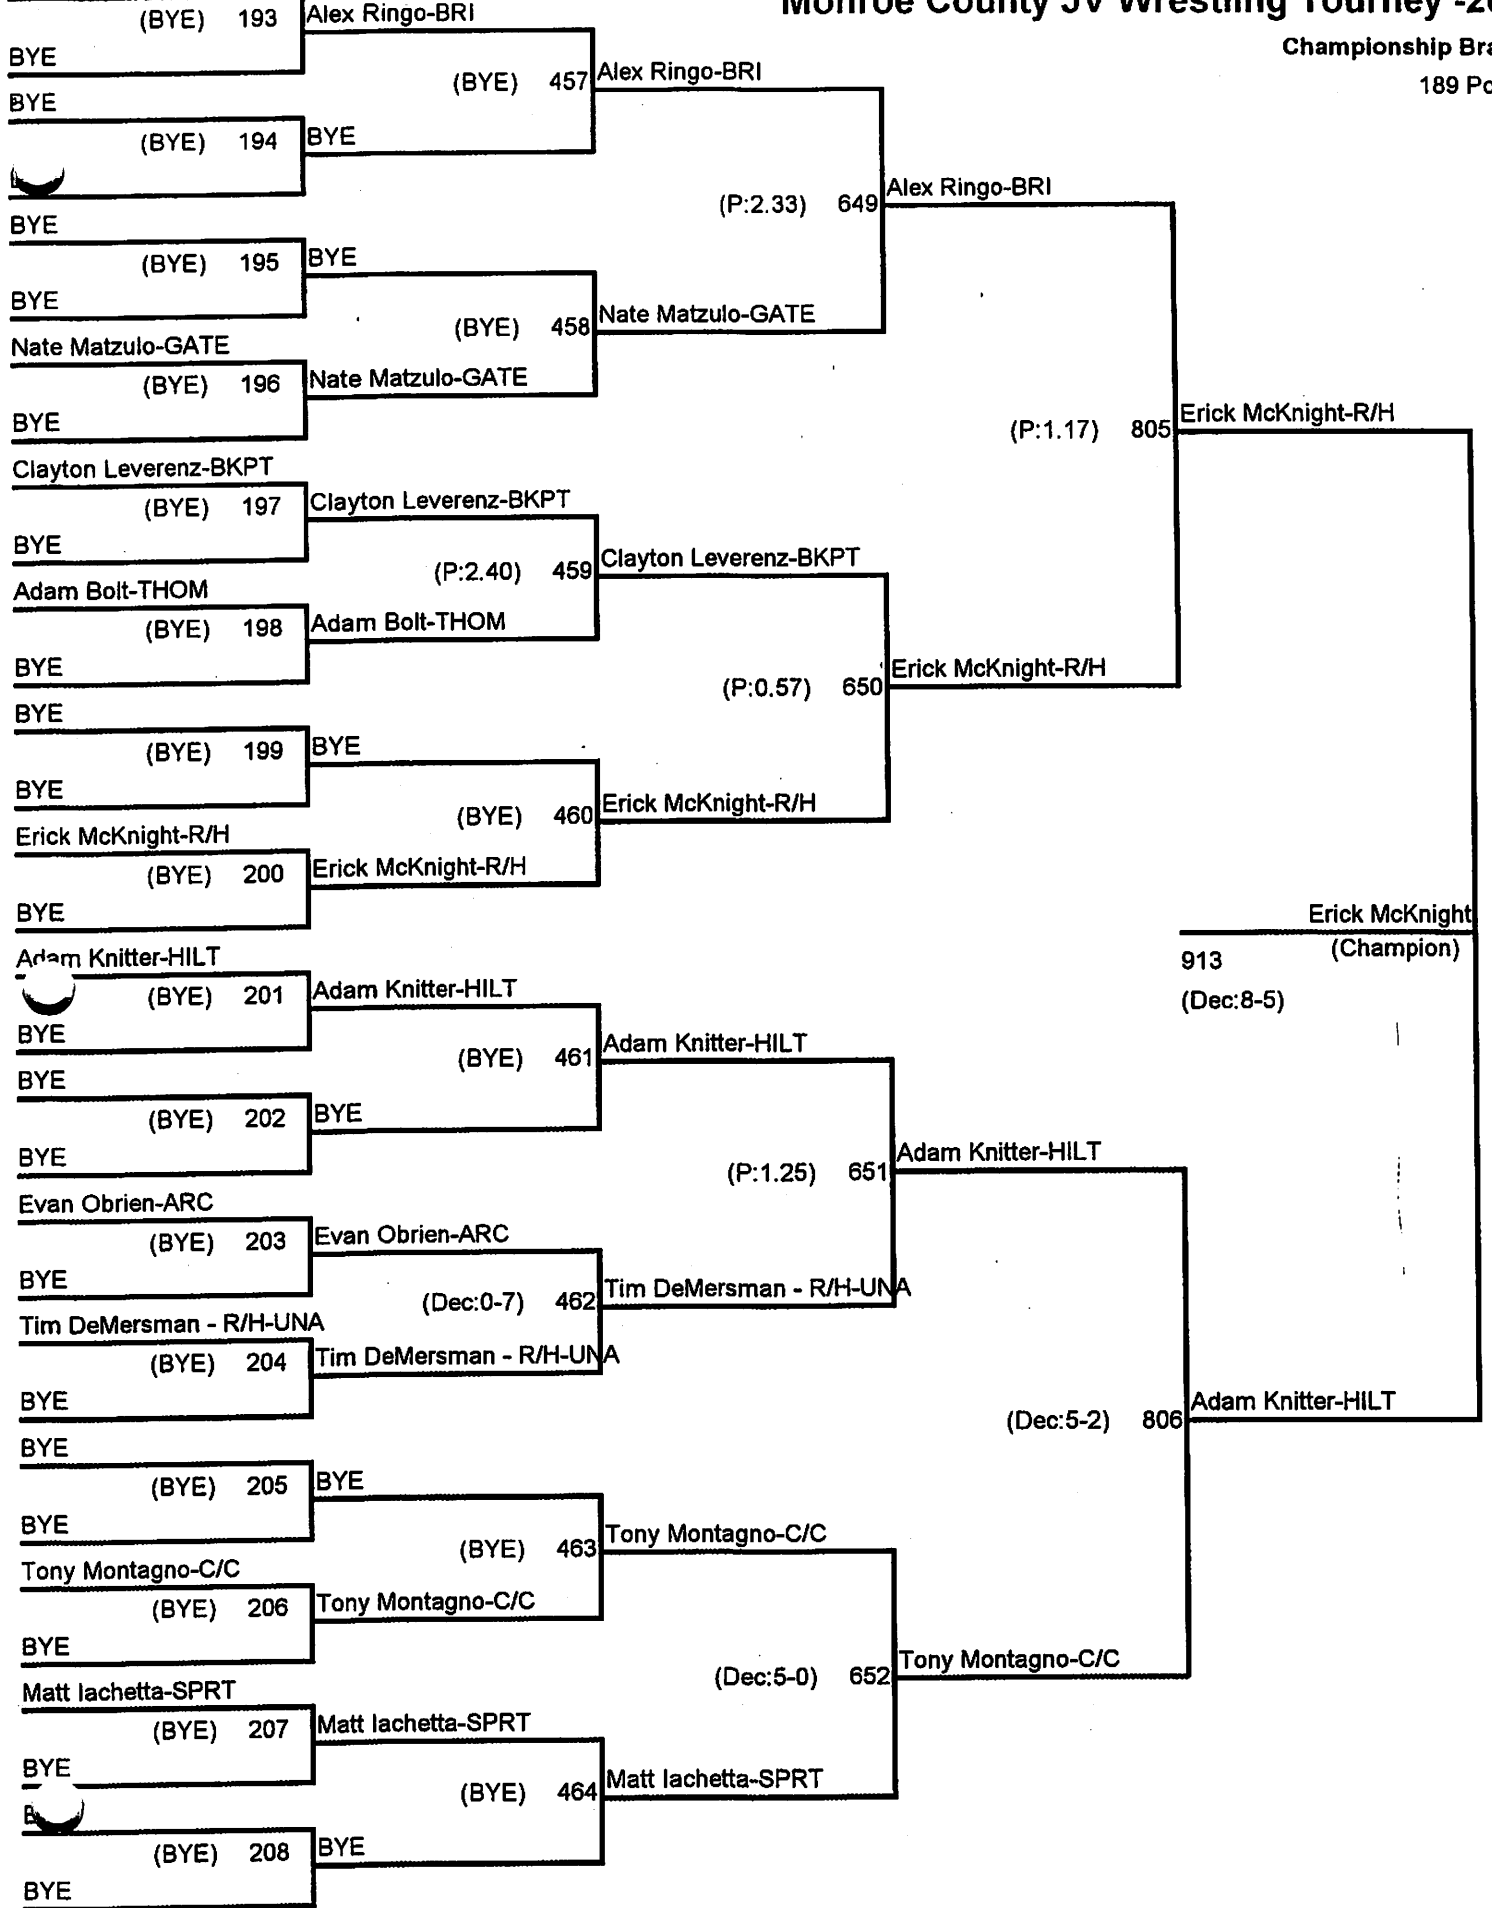 Monroe County JV Wrestling Tourney
Championship
189
(BYE) 193 Alex Ringo-BRI
BYE
(BYE) 457 Alex Ringo-BRI
BYE
(BYE) 194 BYE
(P:2.33) 649 Alex Ringo-BRI
BYE
(BYE) 195 BYE
BYE
(BYE) 458 Nate Matzulo-GATE
Nate Matzulo-GATE
(BYE) 196 Nate Matzulo-GATE
BYE
(P:1.17) 805 Erick McKnight-R/H
Clayton Leverenz-BKPT
(BYE) 197 Clayton Leverenz-BKPT
BYE
(P:2.40) 459 Clayton Leverenz-BKPT
Adam Bolt-THOM
(BYE) 198 Adam Bolt-THOM
BYE
(P:0.57) 650 Erick McKnight-R/H
BYE
(BYE) 199 BYE
BYE
(BYE) 460 Erick McKnight-R/H
Erick McKnight-R/H
(BYE) 200 Erick McKnight-R/H
BYE
Erick McKnight
(Champion)
913
(Dec:8-5)
Adam Knitter-HILT
(BYE) 201 Adam Knitter-HILT
BYE
(BYE) 461 Adam Knitter-HILT
BYE
(BYE) 202 BYE
BYE
(P:1.25) 651 Adam Knitter-HILT
Evan Obrien-ARC
(BYE) 203 Evan Obrien-ARC
BYE
(Dec:0-7) 462 Tim DeMersman - R/H-UNA
Tim DeMersman - R/H-UNA
(BYE) 204 Tim DeMersman - R/H-UNA
BYE
(Dec:5-2) 806 Adam Knitter-HILT
BYE
(BYE) 205 BYE
BYE
(BYE) 463 Tony Montagno-C/C
Tony Montagno-C/C
(BYE) 206 Tony Montagno-C/C
BYE
(Dec:5-0) 652 Tony Montagno-C/C
Matt Iachetta-SPRT
(BYE) 207 Matt Iachetta-SPRT
BYE
(BYE) 464 Matt Iachetta-SPRT
(BYE) 208 BYE
BYE